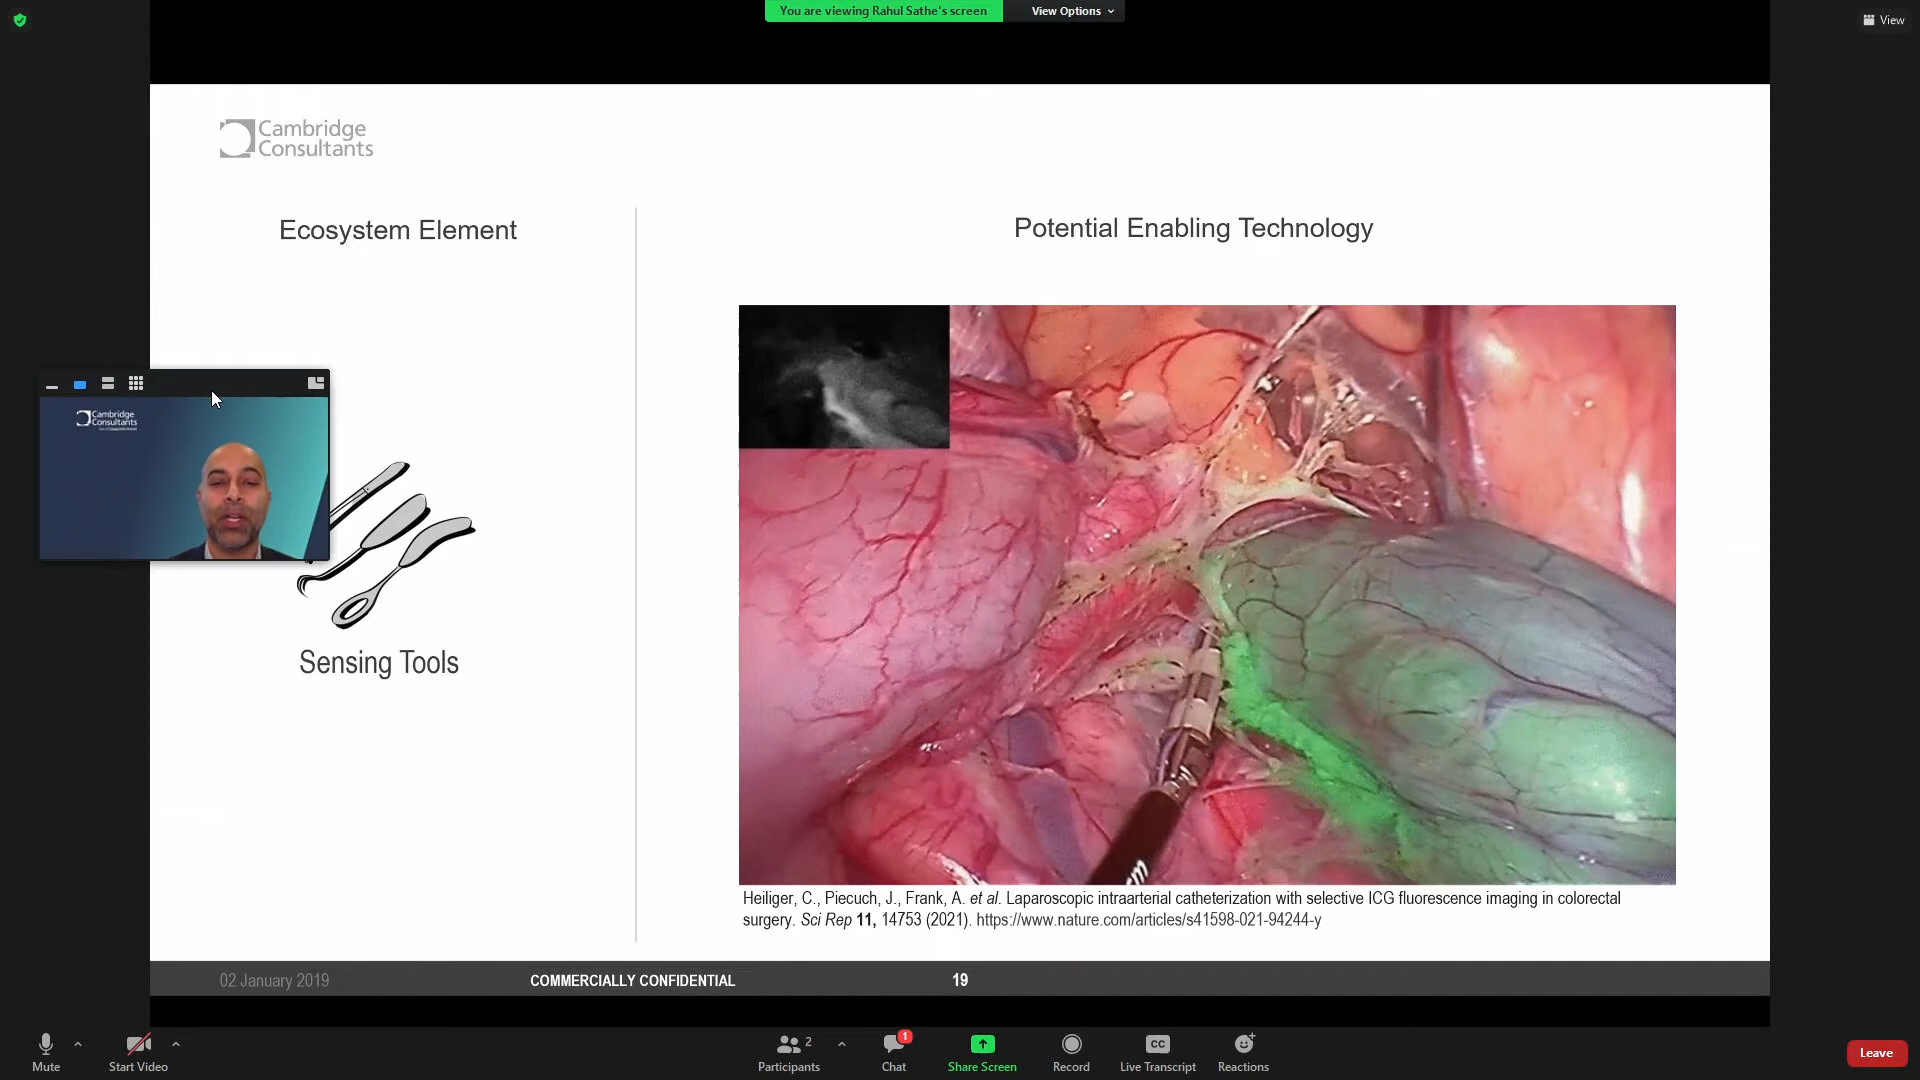 You are viewing Rahul Sathe's screen
View Options
View
Cambridge
Consultants
Ecosystem Element
Potential Enabling Technology
Cambridge
Consultants
Sensing Tools
Heiliger, C., Piecuch, J., Frank, A. et al. Laparoscopic intraarterial catheterization with selective ICG fluorescence imaging in colorectal
surgery. Sci Rep 11, 14753 (2021). https://www.nature.com/articles/s41598-021-94244-y
02 January 2019
COMMERCIALLY CONFIDENTIAL
19
Mute
Start Video
2
Participants
1
Chat
Share Screen
Record
CC
Live Transcript
Reactions
Leave